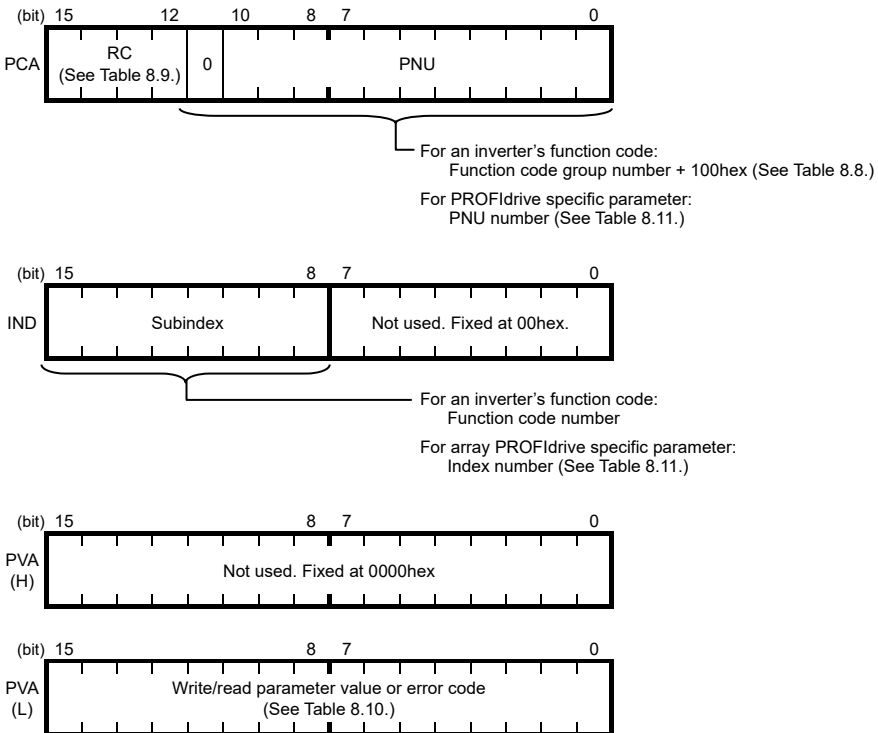 (bit) 15 12 10 8 7 0
PCA
RC
(See Table 8.9.)
0
PNU
For an inverter's function code:
Function code group number + 100hex (See Table 8.8.)
For PROFIdrive specific parameter:
PNU number (See Table 8.11.)
(bit) 15 8 7 0
IND
Subindex
Not used. Fixed at 00hex.
For an inverter's function code:
Function code number
For array PROFIdrive specific parameter:
Index number (See Table 8.11.)
(bit) 15 8 7 0
PVA
(H)
Not used. Fixed at 0000hex
(bit) 15 8 7 0
PVA
(L)
Write/read parameter value or error code
(See Table 8.10.)